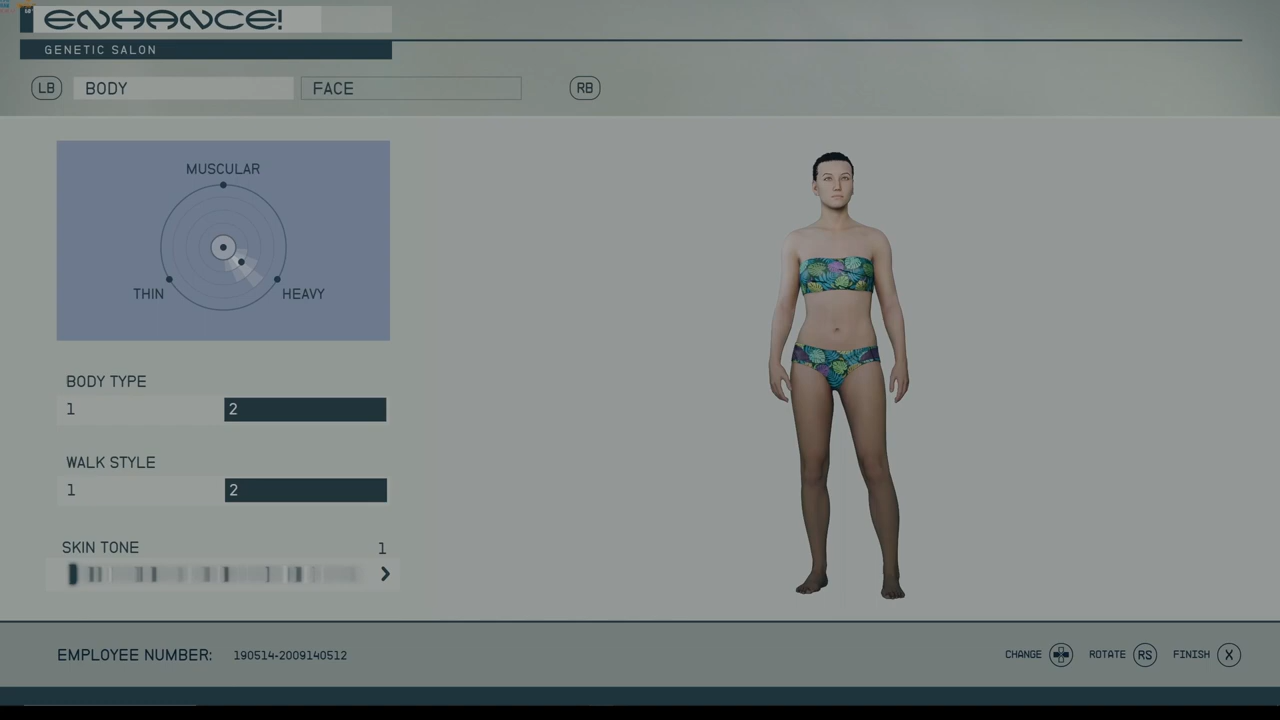 ENHANCE!
GENETIC SALON
LB BODY FACE RB
MUSCULAR
THIN HEAVY
BODY TYPE
1 2
WALK STYLE
1 2
SKIN TONE 1
EMPLOYEE NUMBER: 190514-2009140512
CHANGE ROTATE RS FINISH X